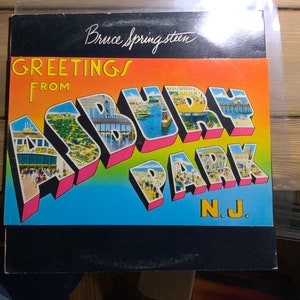 Bruce Springsteen
GREETINGS
FROM
ASBURY
PARK
N.J.